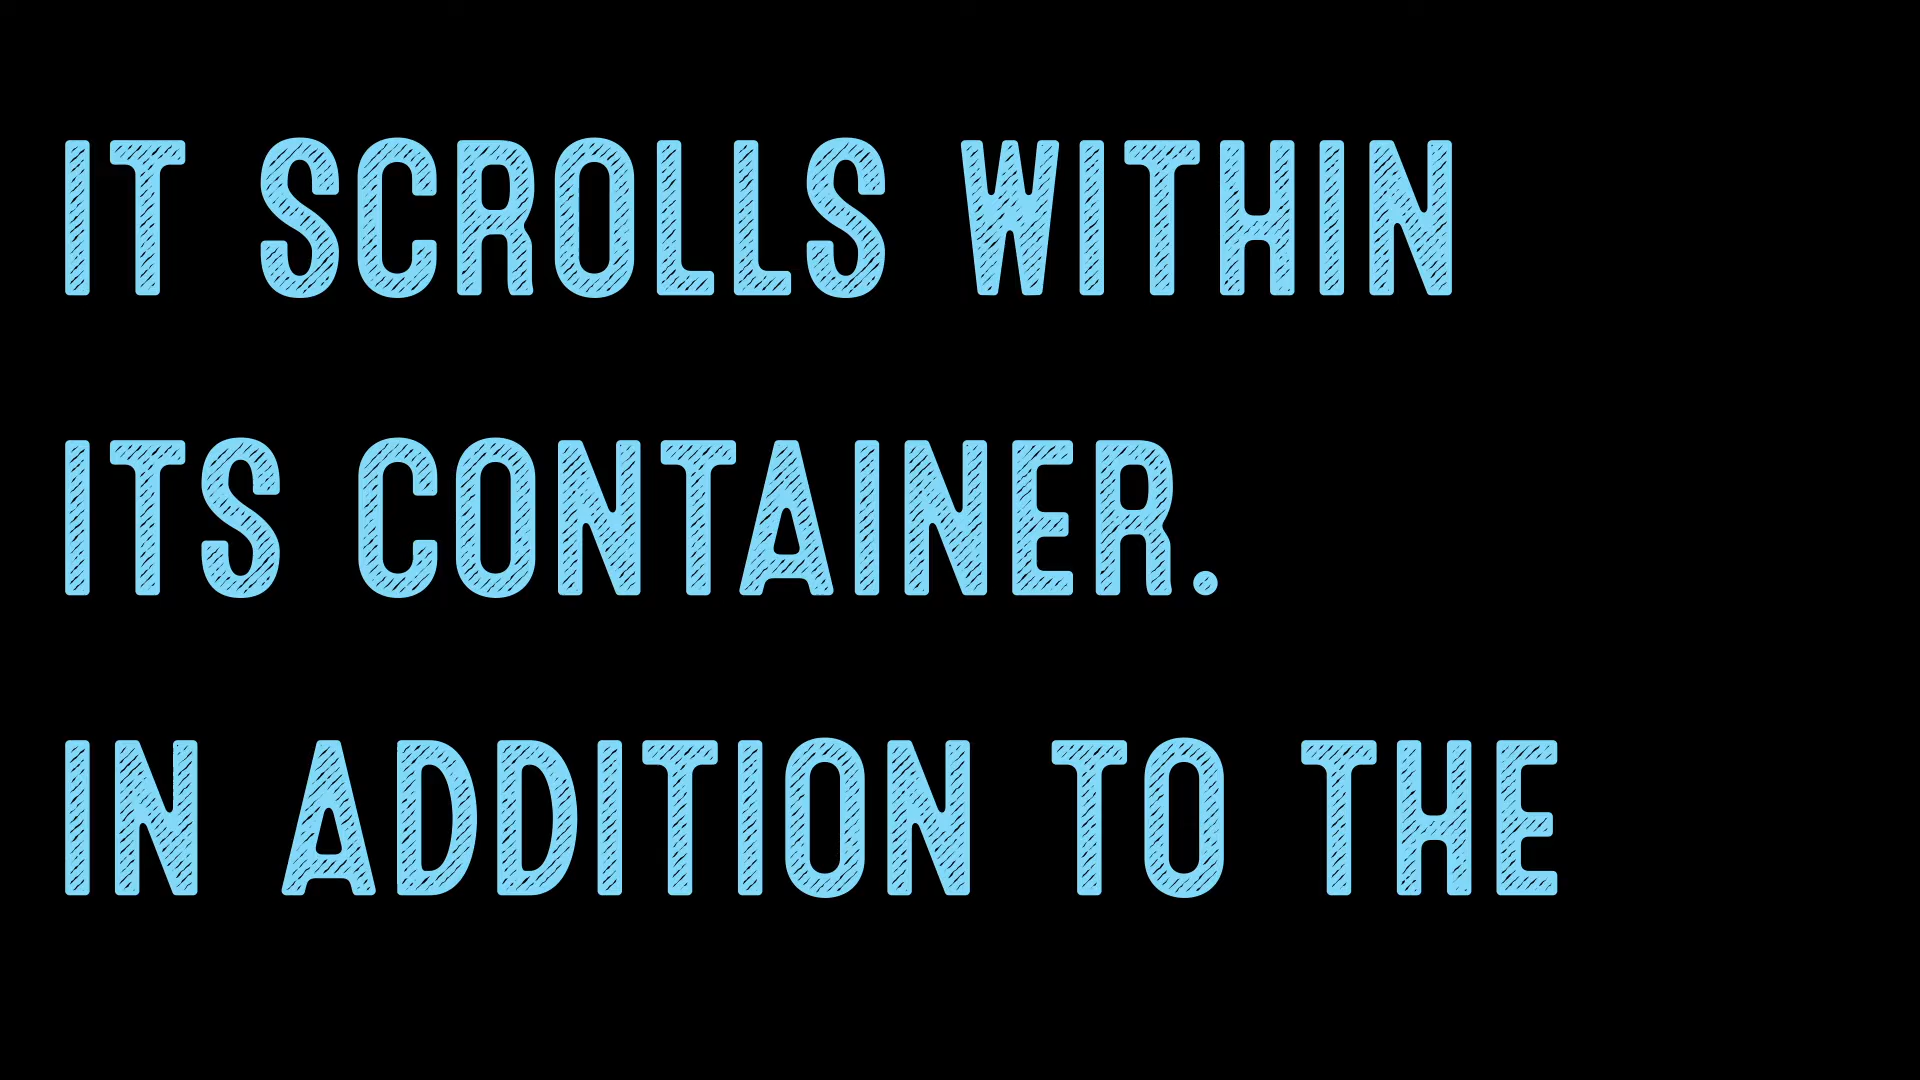 IT SCROLLS WITHIN
ITS CONTAINER.
IN ADDITION TO THE